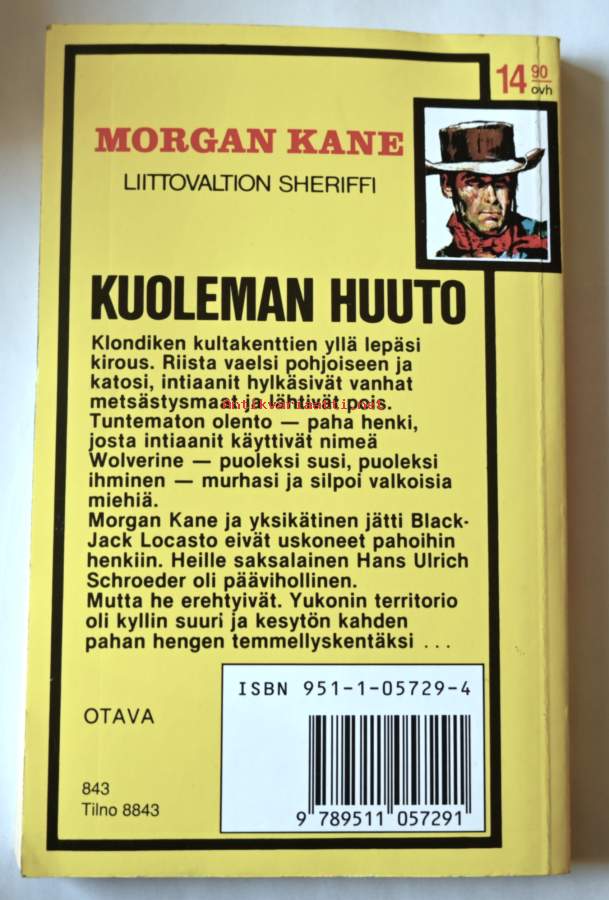 14 90
ovh
MORGAN KANE
LIITTOVALTION SHERIFFI
KUOLEMAN HUUTO
Klondiken kultakenttien yllä lepäsi
kirous. Riista vaelsi pohjoiseen ja
katosi, intiaanit hylkäsivät vanhat
metsästysmaat ja lähtivät pois.
Antikvariaatti.net
Tuntematon olento — paha henki,
josta intiaanit käyttivät nimeä
Wolverine — puoleksi susi, puoleksi
ihminen — murhasi ja silpoi valkoisia
miehiä.
Morgan Kane ja yksikätinen jätti Black-
Jack Locasto eivät uskoneet pahoihin
henkiin. Heille saksalainen Hans Ulrich
Schroeder oli päävihollinen.
Mutta he erehtyivät. Yukonin territorio
oli kyllin suuri ja kesytön kahden
pahan hengen temmellyskentäksi ...
ISBN 951-1-05729-4
OTAVA
843
Tilno 8843
9 789511 057291